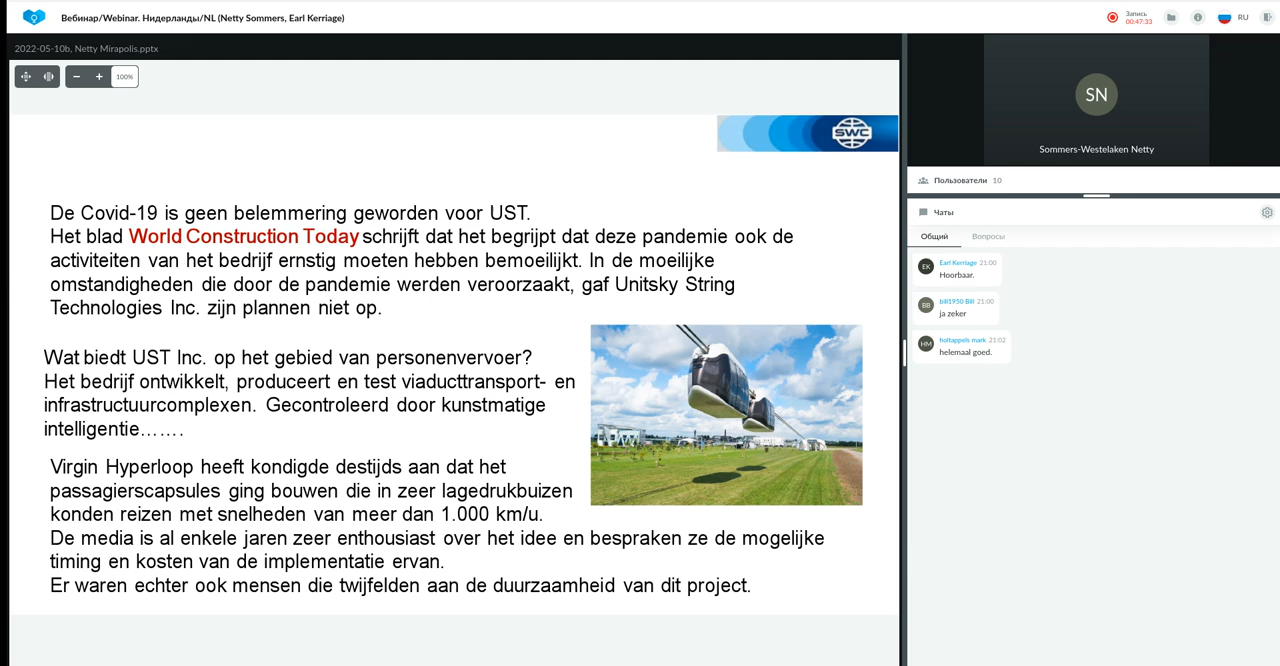 Вебинар/Webinar. Нидерланды/NL (Netty Sommers, Earl Kerriage)
Запись
00:47:33
RU
2022-05-10b, Netty Mirapolis.pptx
100%
SWC
De Covid-19 is geen belemmering geworden voor UST.
Het blad World Construction Today schrijft dat het begrijpt dat deze pandemie ook de
activiteiten van het bedrijf ernstig moeten hebben bemoeilijkt. In de moeilijke
omstandigheden die door de pandemie werden veroorzaakt, gaf Unitsky String
Technologies Inc. zijn plannen niet op.
Wat biedt UST Inc. op het gebied van personenvervoer?
Het bedrijf ontwikkelt, produceert en test viaducttransport- en
infrastructuurcomplexen. Gecontroleerd door kunstmatige
intelligentie…….
Virgin Hyperloop heeft kondigde destijds aan dat het
passagierscapsules ging bouwen die in zeer lagedrukbuizen
konden reizen met snelheden van meer dan 1.000 km/u.
De media is al enkele jaren zeer enthousiast over het idee en bespraken ze de mogelijke
timing en kosten van de implementatie ervan.
Er waren echter ook mensen die twijfelden aan de duurzaamheid van dit project.
SN
Sommers-Westelaken Netty
Пользователи 10
Чаты
Общий Вопросы
EK
Earl Kerriage 21:00
Hoorbaar.
BB
bill1950 Bill 21:00
ja zeker
HM
holtappels mark 21:02
helemaal goed.